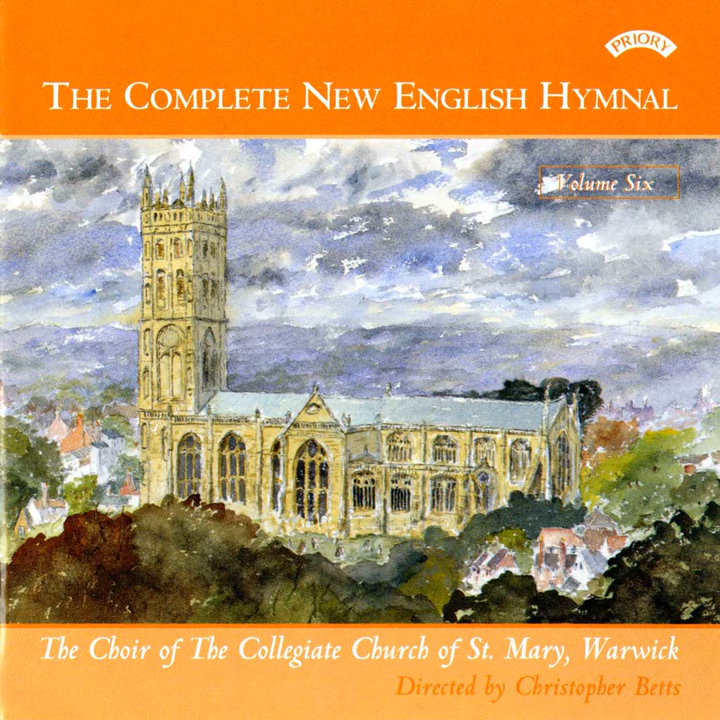 PRIORY
THE COMPLETE NEW ENGLISH HYMNAL
Volume Six
The Choir of The Collegiate Church of St. Mary, Warwick
Directed by Christopher Betts